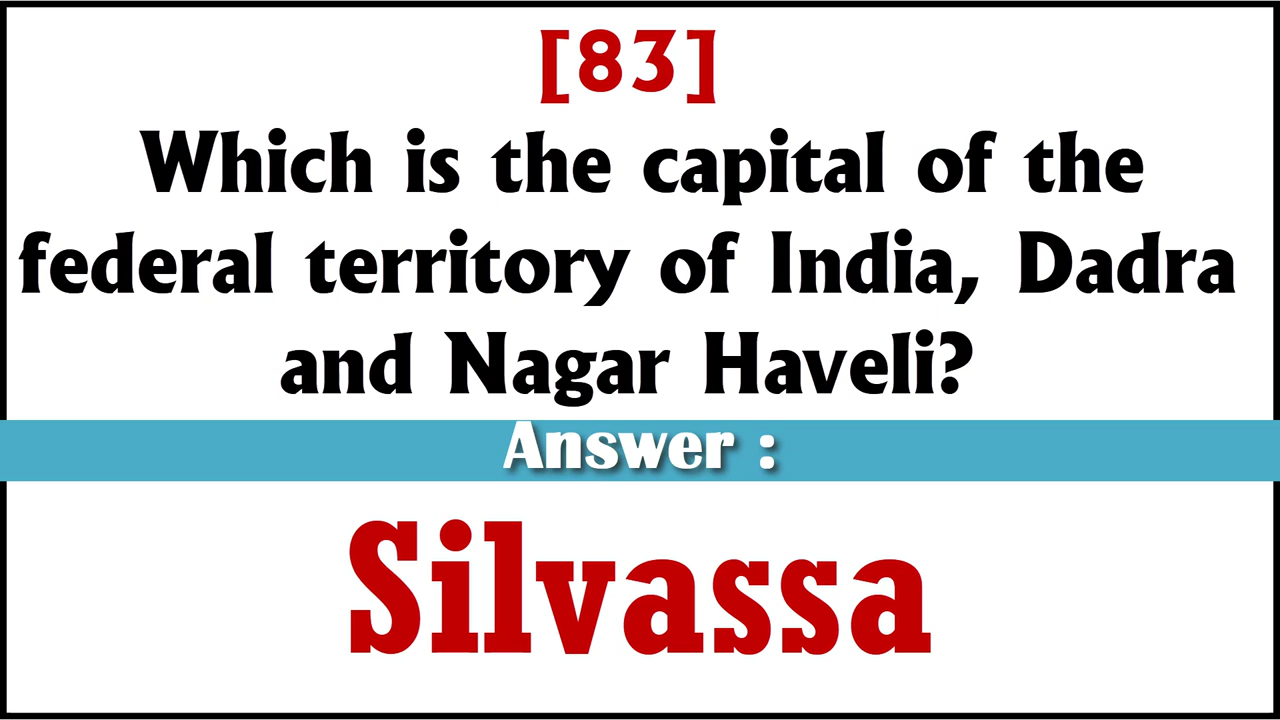 [83]
Which is the capital of the
federal territory of India, Dadra
and Nagar Haveli?
Answer :
Silvassa